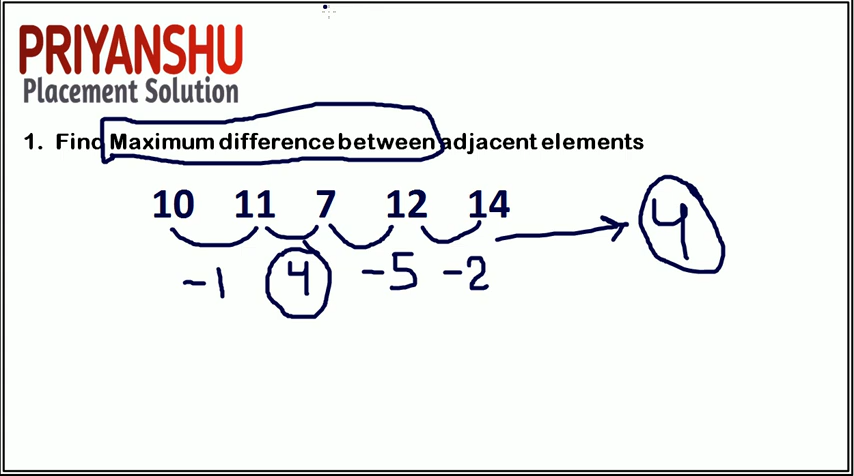 PRIYANSHU
Placement Solution
1. Find Maximum difference between adjacent elements
10 11 7 12 14
4
-1 4 -5 -2